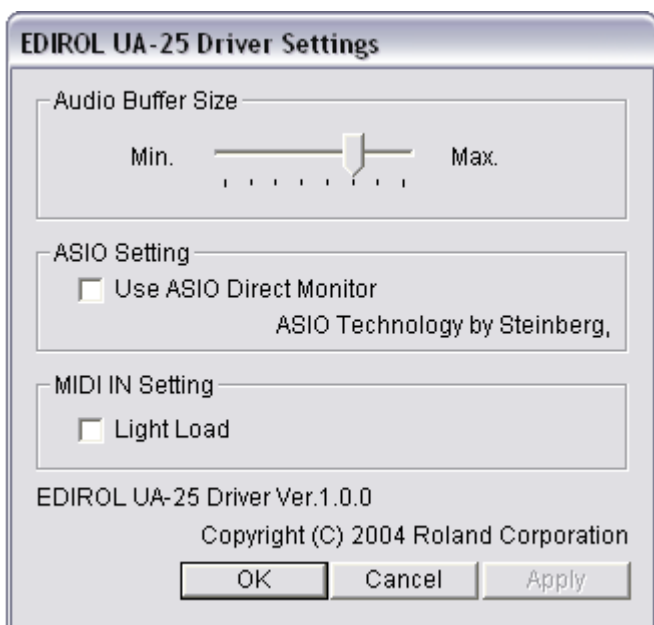 EDIROL UA-25 Driver Settings
Audio Buffer Size
Min. Max.
ASIO Setting
Use ASIO Direct Monitor
ASIO Technology by Steinberg,
MIDI IN Setting
Light Load
EDIROL UA-25 Driver Ver.1.0.0
Copyright (C) 2004 Roland Corporation
OK Cancel Apply